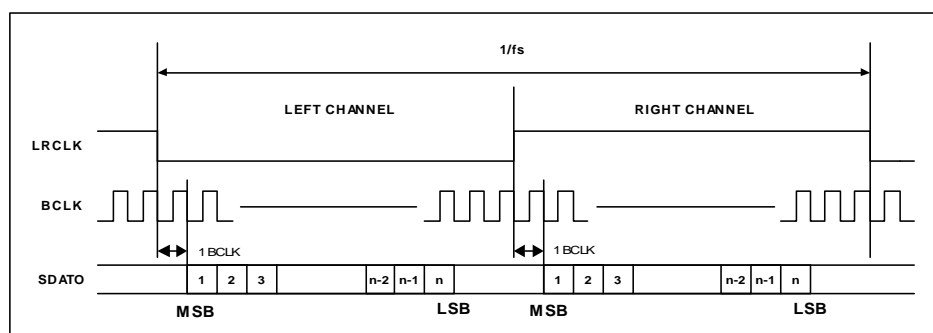 1/fs
LEFT CHANNEL RIGHT CHANNEL
LRCLK
BCLK
1 BCLK 1 BCLK
SDATO 1 2 3 n-2 n-1 n 1 2 3 n-2 n-1 n
MSB LSB MSB LSB